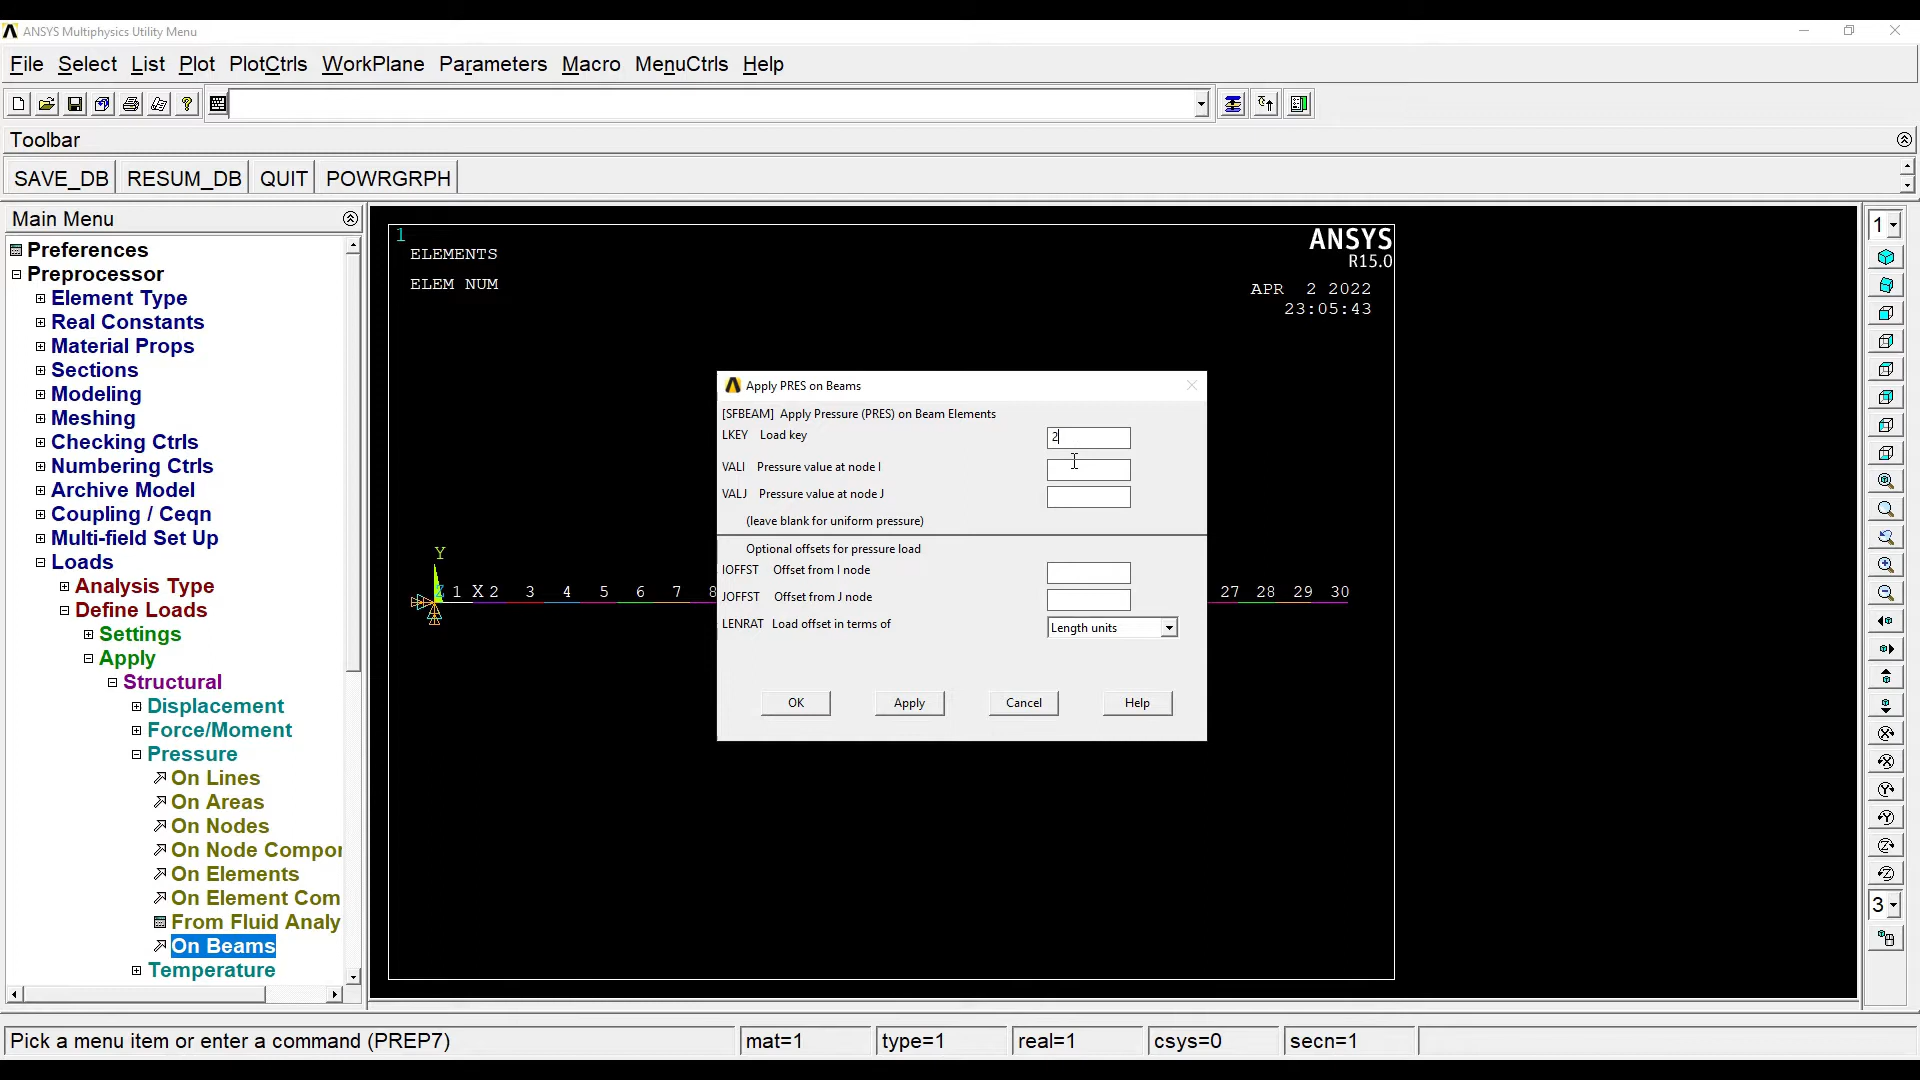 ANSYS Multiphysics Utility Menu
File Select List Plot PlotCtrls WorkPlane Parameters Macro MenuCtrls Help
Toolbar
SAVE_DB RESUM_DB QUIT POWRGRPH
Main Menu
Preferences
Preprocessor
Element Type
Real Constants
Material Props
Sections
Modeling
Meshing
Checking Ctrls
Numbering Ctrls
Archive Model
Coupling / Ceqn
Multi-field Set Up
Loads
Analysis Type
Define Loads
Settings
Apply
Structural
Displacement
Force/Moment
Pressure
On Lines
On Areas
On Nodes
On Node Compor
On Elements
On Element Com
From Fluid Analy
On Beams
Temperature
1
ELEMENTS
ELEM NUM
ANSYS
R15.0
APR 2 2022
23:05:43
Y
1 X 2 3 4 5 6 7 8
27 28 29 30
Apply PRES on Beams
[SFBEAM] Apply Pressure (PRES) on Beam Elements
LKEY Load key 2
VALI Pressure value at node I
VALJ Pressure value at node J
(leave blank for uniform pressure)
Optional offsets for pressure load
IOFFST Offset from I node
JOFFST Offset from J node
LENRAT Load offset in terms of Length units
OK Apply Cancel Help
1
3
Pick a menu item or enter a command (PREP7) mat=1 type=1 real=1 csys=0 secn=1